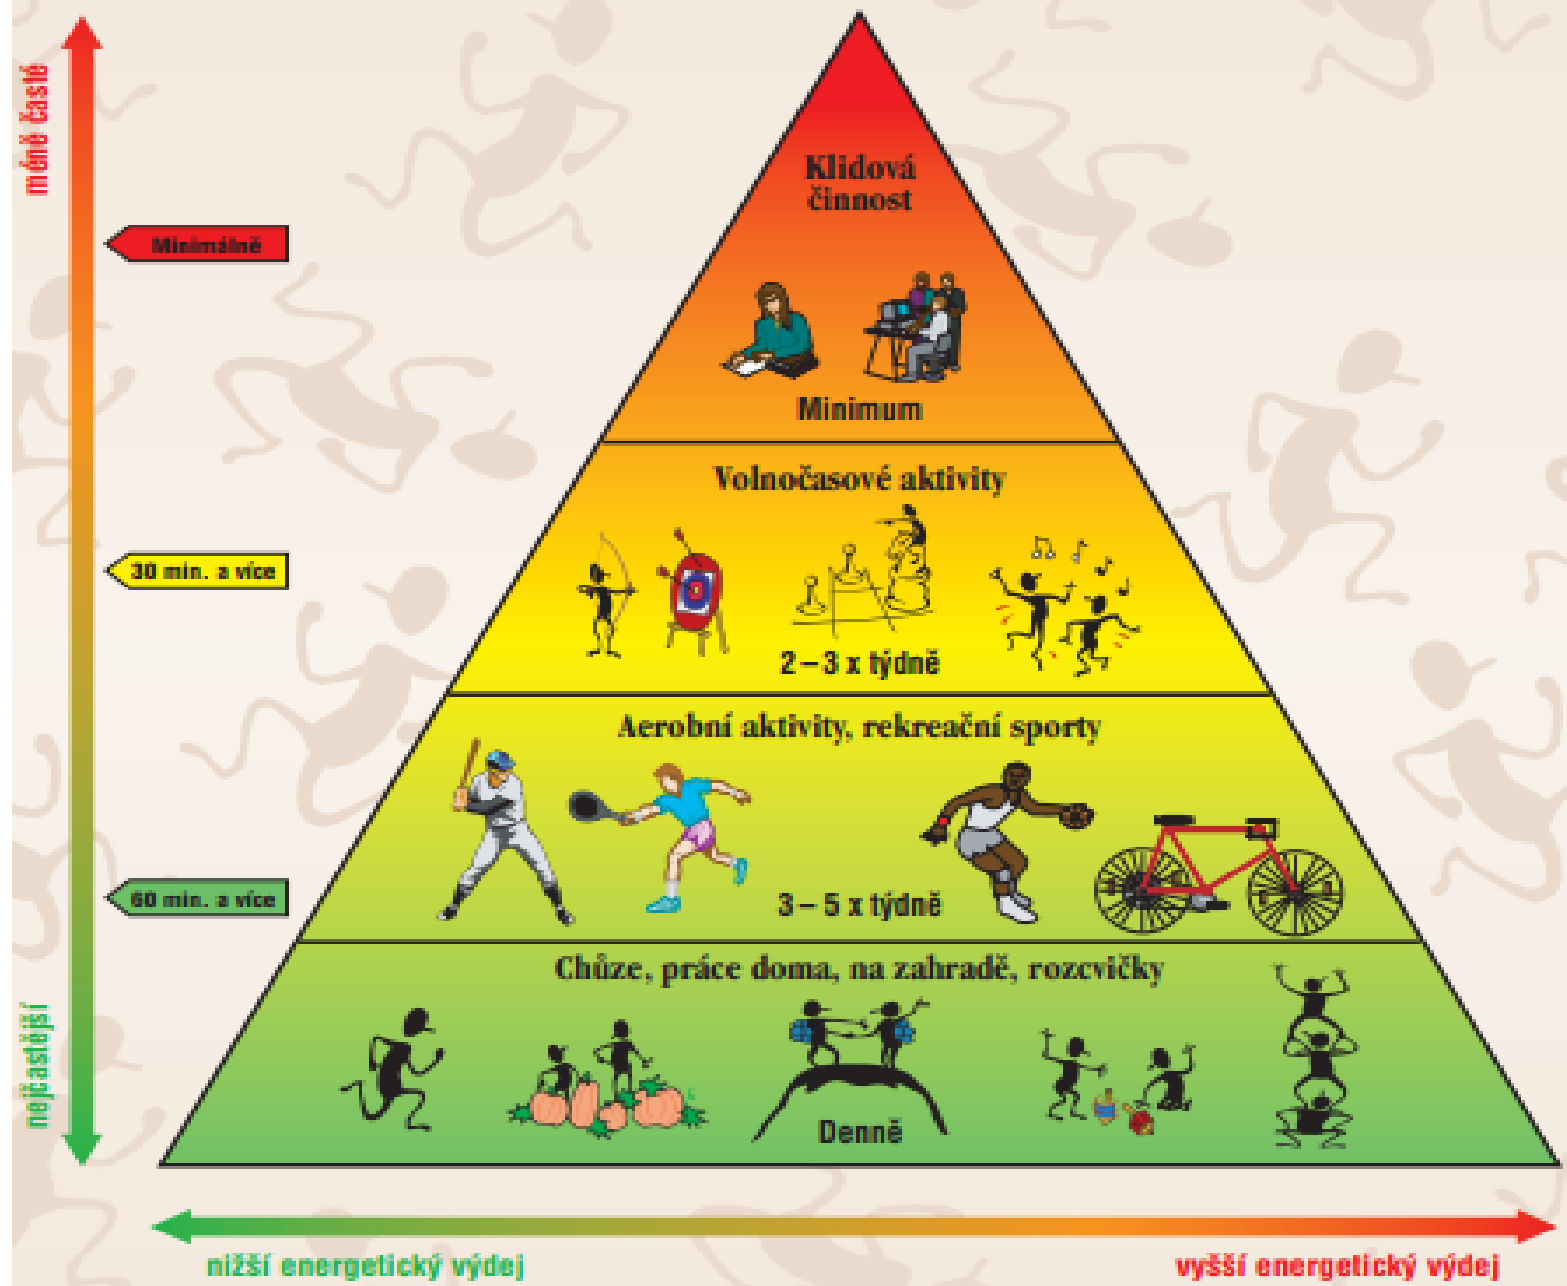 méně časté
Klidová
činnost
Minimálně
Minimum
Volnočasové aktivity
30 min. a více
2 – 3 x týdně
Aerobní aktivity, rekreační sporty
60 min. a více
3 – 5 x týdně
Chůze, práce doma, na zahradě, rozcvičky
nejčastější
Denně
nižší energetický výdej
vyšší energetický výdej